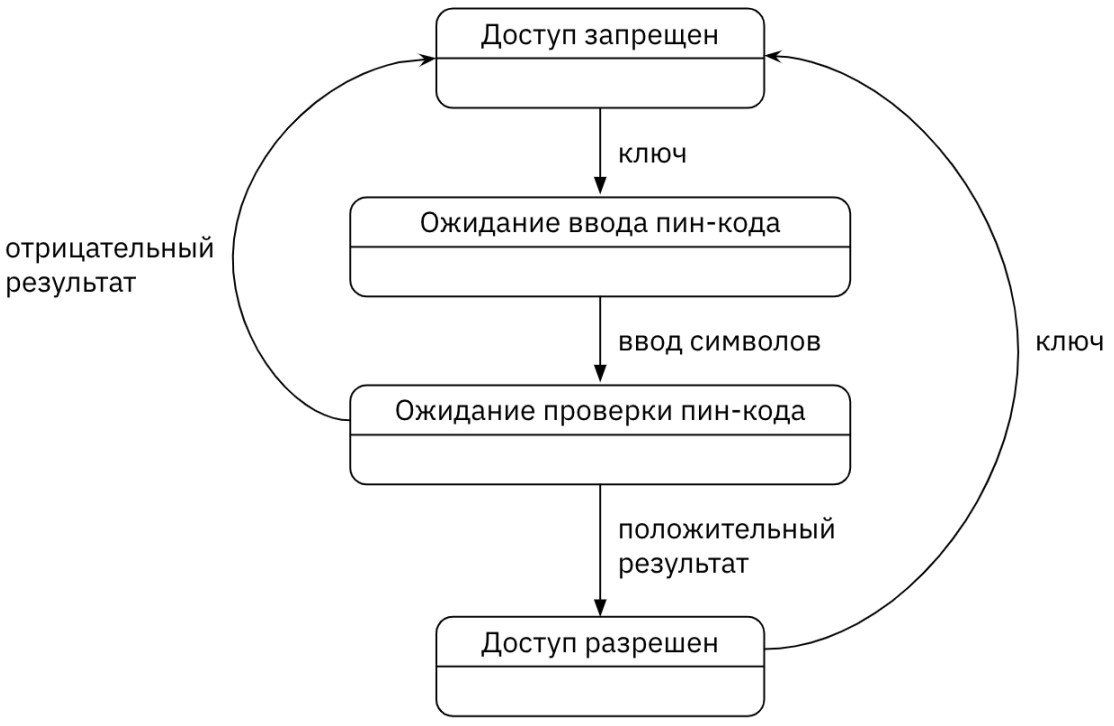 Доступ запрещен
ключ
Ожидание ввода пин-кода
отрицательный
результат
ввод символов
ключ
Ожидание проверки пин-кода
положительный
результат
Доступ разрешен